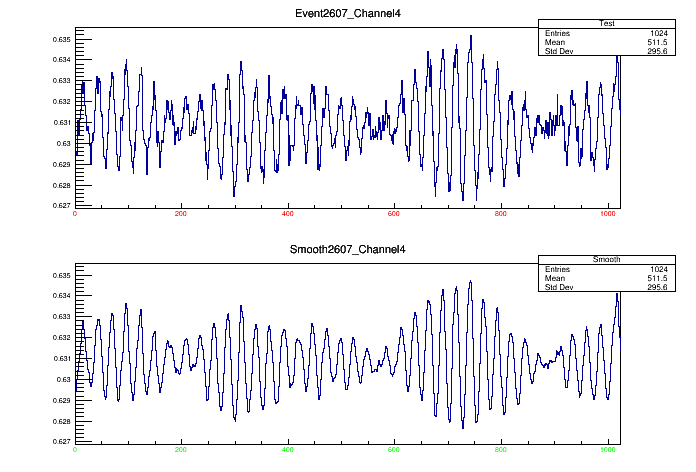 Event2607_Channel4
Test
Entries 1024
Mean 511.5
Std Dev 295.6
0.635
0.634
0.633
0.632
0.631
0.63
0.629
0.628
0.627
0 200 400 600 800 1000
Smooth2607_Channel4
Smooth
Entries 1024
Mean 511.5
Std Dev 295.6
0.635
0.634
0.633
0.632
0.631
0.63
0.629
0.628
0.627
0 200 400 600 800 1000